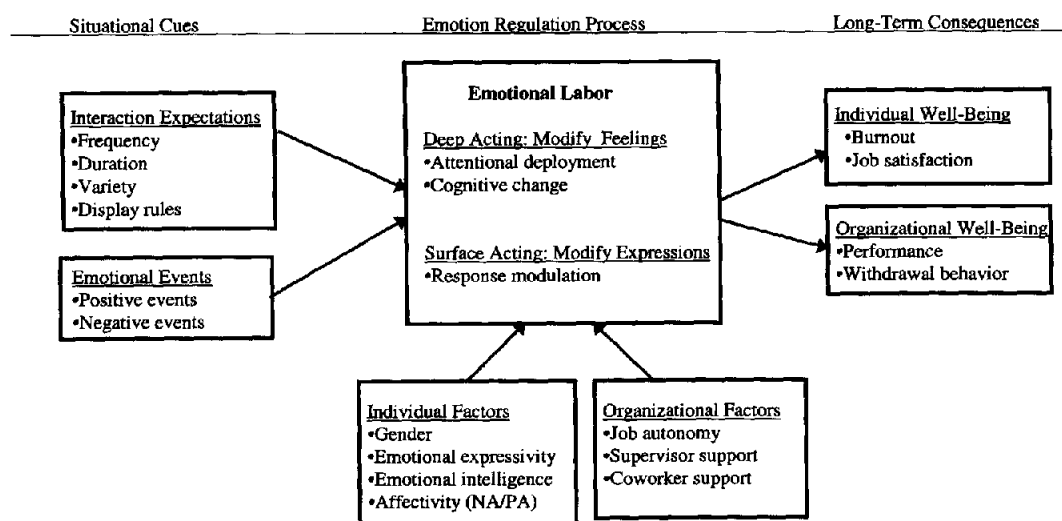 Situational Cues
Emotion Regulation Process
Long-Term Consequences
Interaction Expectations
•Frequency
•Duration
•Variety
•Display rules
Emotional Events
•Positive events
•Negative events
Emotional Labor
Deep Acting: Modify Feelings
•Attentional deployment
•Cognitive change
Surface Acting: Modify Expressions
•Response modulation
Individual Well-Being
•Burnout
•Job satisfaction
Organizational Well-Being
•Performance
•Withdrawal behavior
Individual Factors
•Gender
•Emotional expressivity
•Emotional intelligence
•Affectivity (NA/PA)
Organizational Factors
•Job autonomy
•Supervisor support
•Coworker support